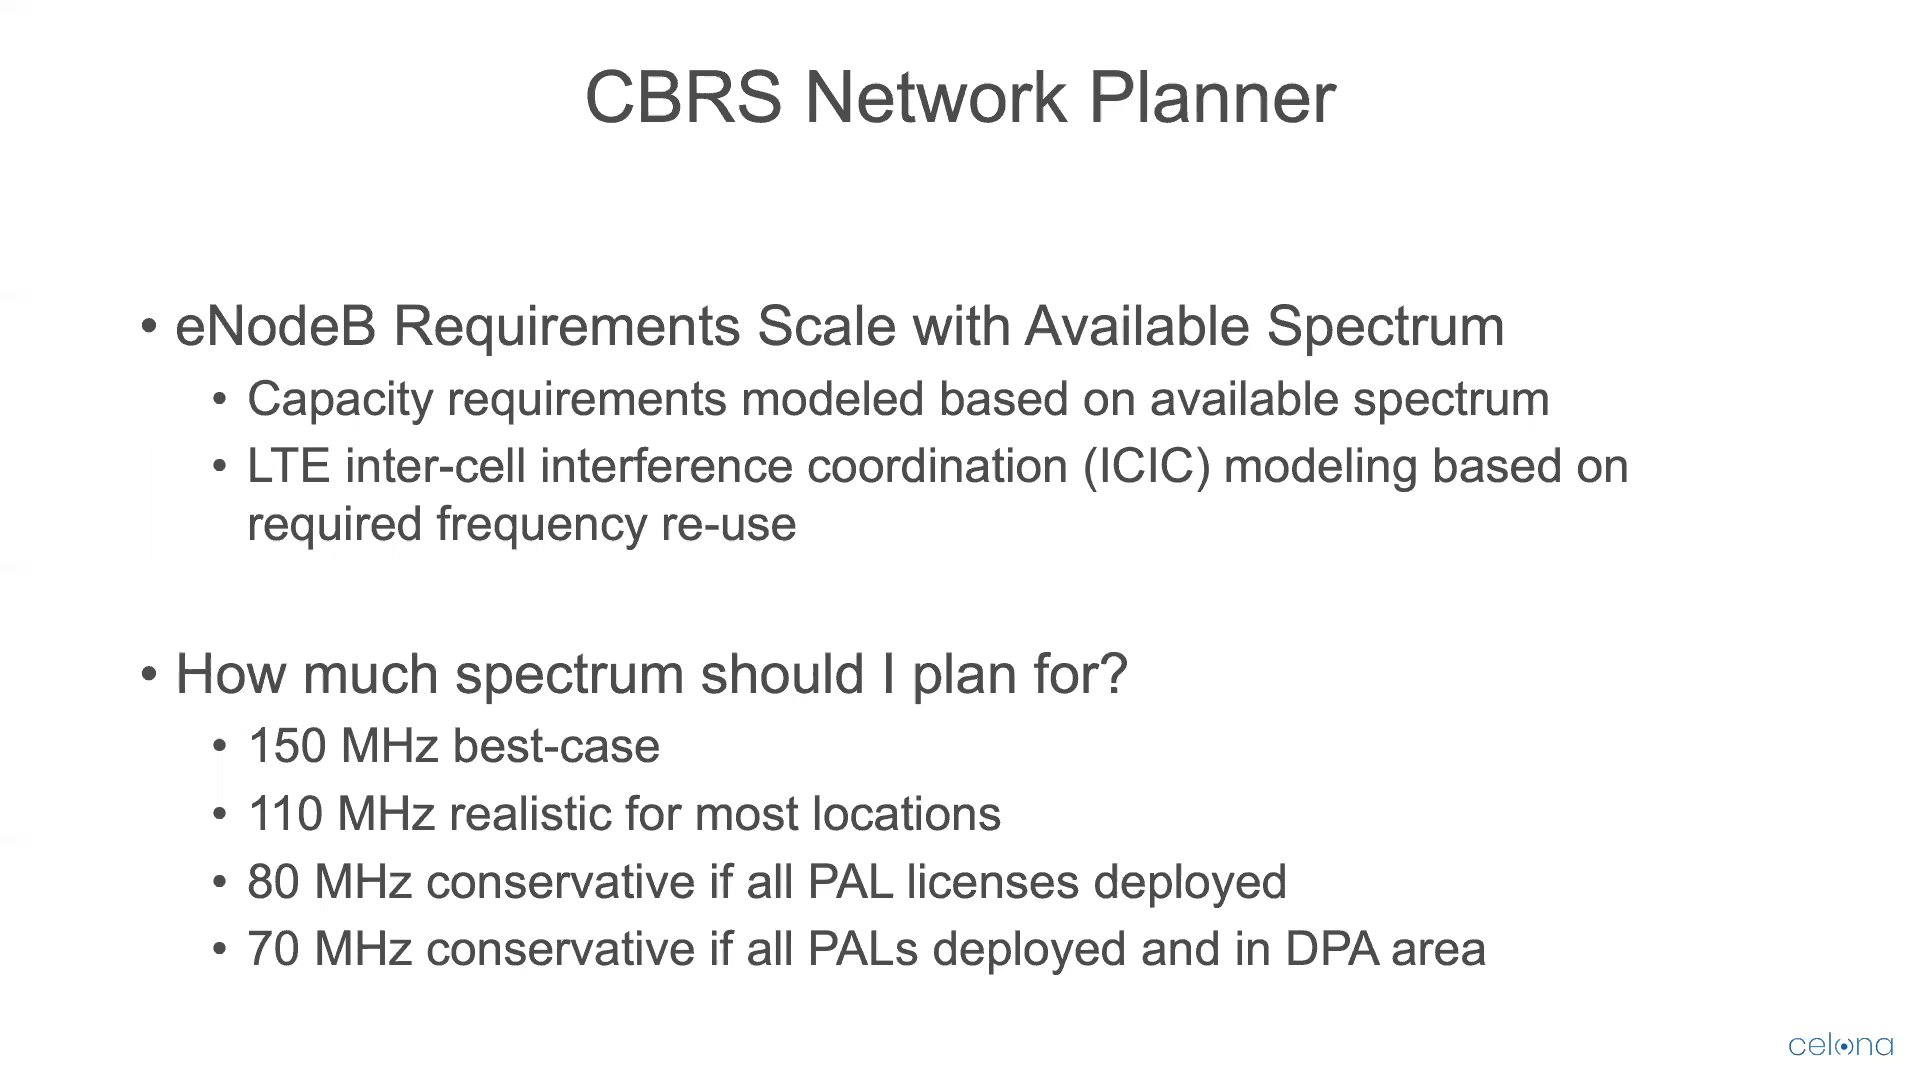 CBRS Network Planner
• eNodeB Requirements Scale with Available Spectrum
• Capacity requirements modeled based on available spectrum
• LTE inter-cell interference coordination (ICIC) modeling based on
required frequency re-use
• How much spectrum should I plan for?
• 150 MHz best-case
• 110 MHz realistic for most locations
• 80 MHz conservative if all PAL licenses deployed
• 70 MHz conservative if all PALs deployed and in DPA area
celona